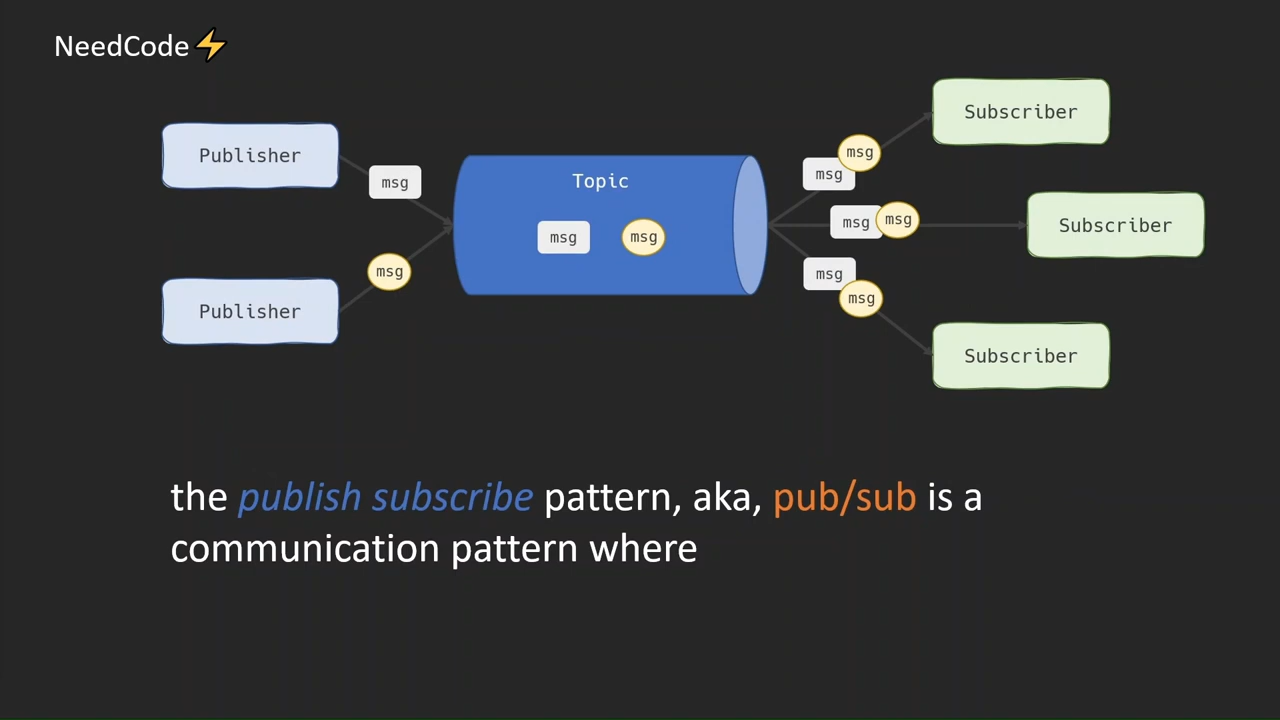 NeedCode⚡
Publisher
msg
msg
Publisher
Topic
msg
msg
msg
msg
msg
msg
msg
msg
Subscriber
Subscriber
Subscriber
the publish subscribe pattern, aka, pub/sub is a
communication pattern where